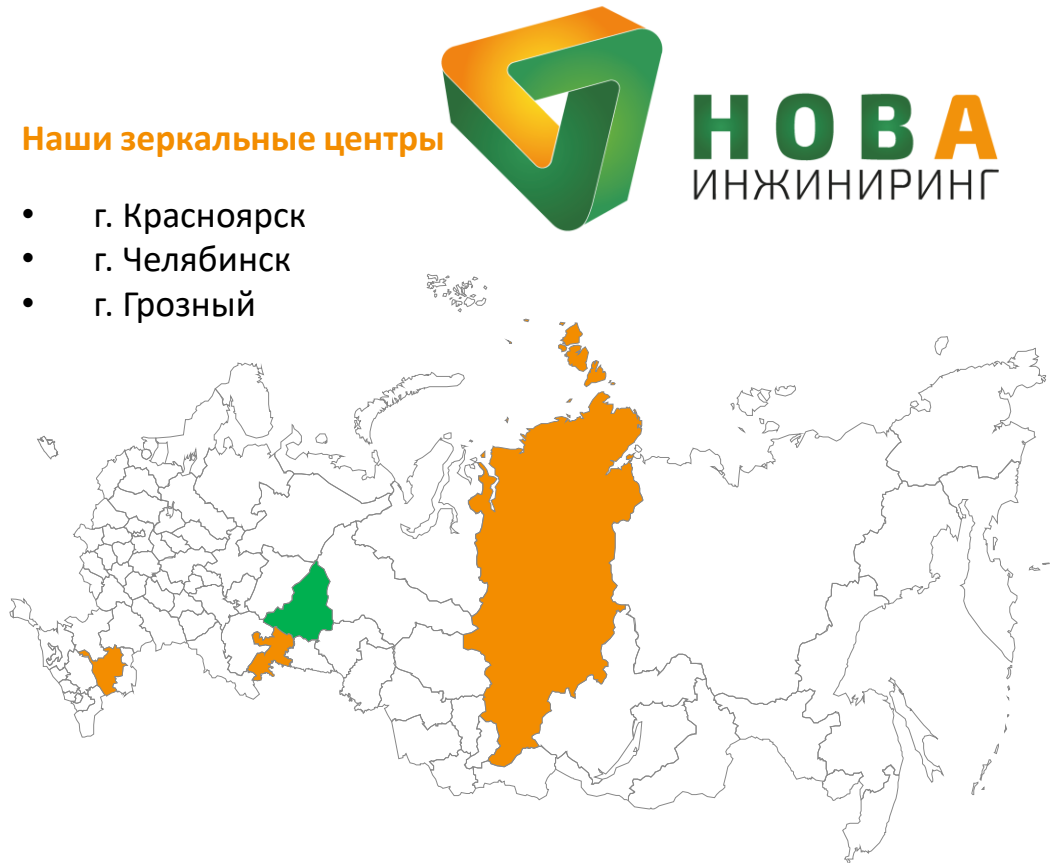 НОВА
ИНЖИНИРИНГ
Наши зеркальные центры
• г. Красноярск
• г. Челябинск
• г. Грозный